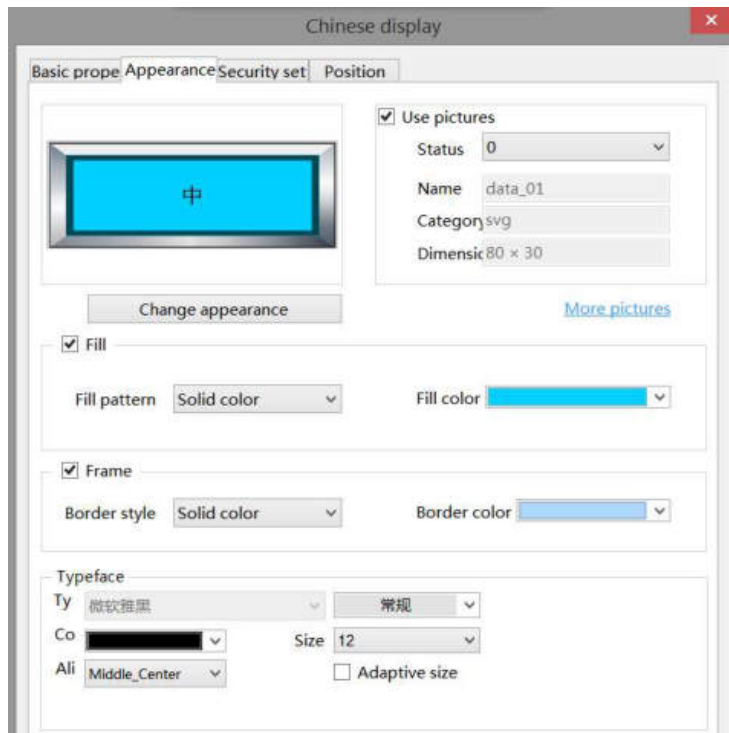 Chinese display
Basic prope Appearance Security set Position
中
Use pictures
Status 0
Name data_01
Categor svg
Dimensic 80 × 30
Change appearance More pictures
Fill
Fill pattern Solid color Fill color
Frame
Border style Solid color Border color
Typeface
Ty 微软雅黑 常规
Co Size 12
Ali Middle_Center Adaptive size